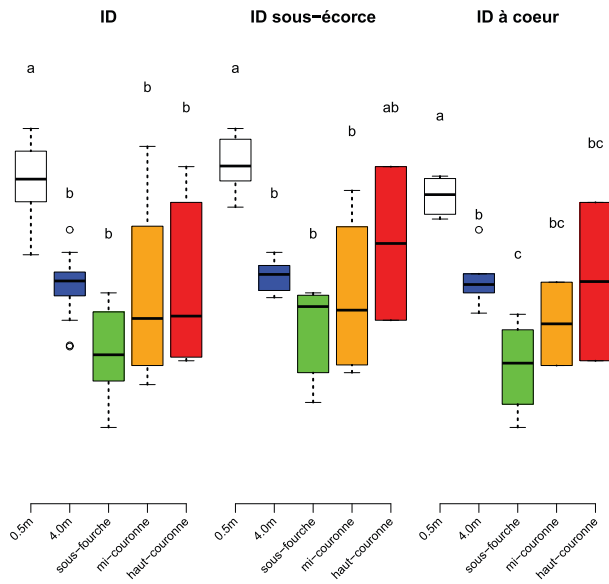 ID
ID sous−écorce
ID à coeur
a
b
b
b
b
a
b
b
b
ab
a
b
c
bc
bc
0.5m
4.0m
sous−fourche
mi−couronne
haut−couronne
0.5m
4.0m
sous−fourche
mi−couronne
haut−couronne
0.5m
4.0m
sous−fourche
mi−couronne
haut−couronne